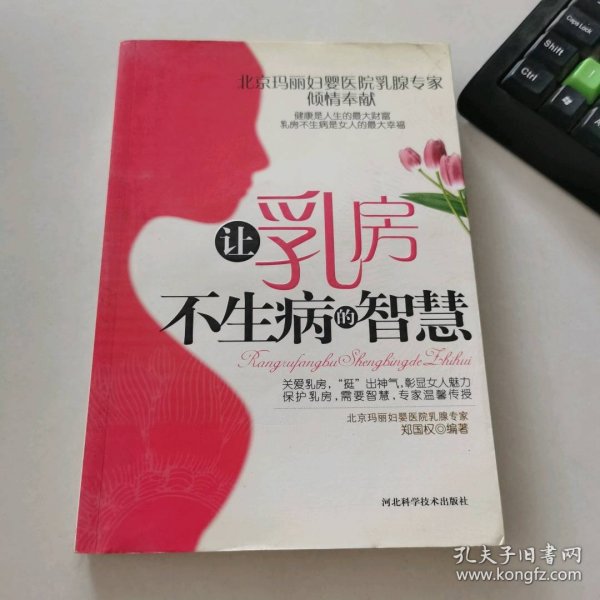 北京玛丽妇婴医院乳腺专家
倾情奉献
健康是人生的最大财富
乳房不生病是女人的最大幸福
让乳房
不生病的智慧
Rangrufangbu Shengbingde Zhihui
关爱乳房，“挺”出神气，彰显女人魅力
保护乳房，需要智慧，专家温馨传授
北京玛丽妇婴医院乳腺专家
郑国权◎编著
河北科学技术出版社
Caps Lock
Shift
Ctrl
孔夫子旧书网
www.kongfz.com